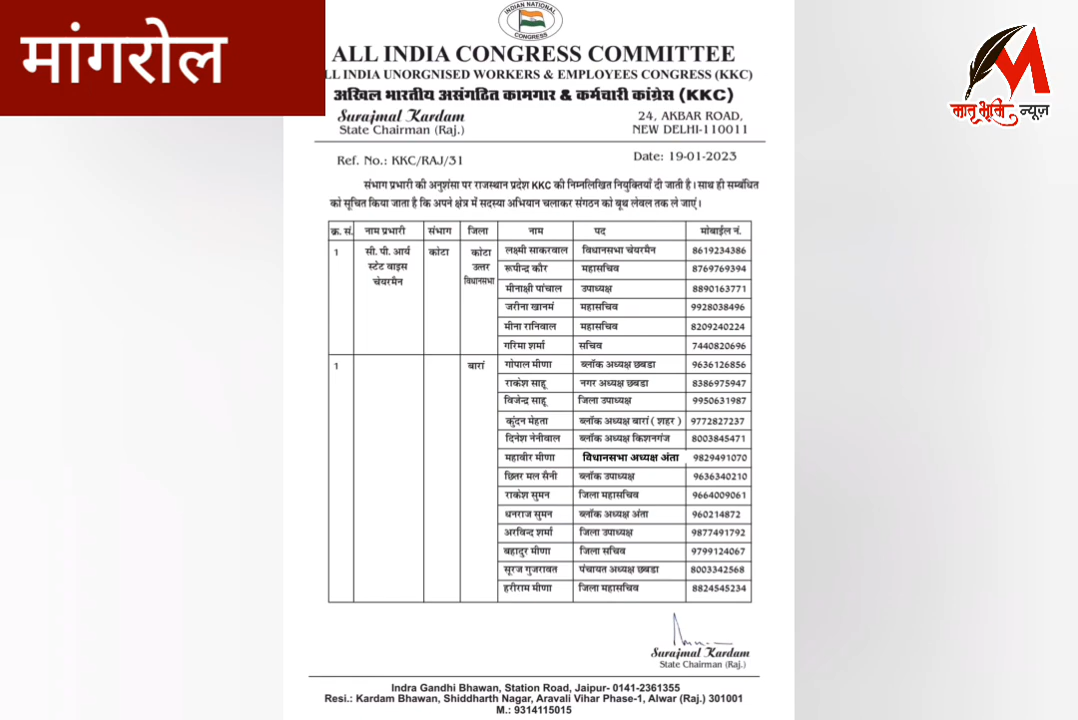 मांगरोल
INDIAN NATIONAL
CONGRESS
मातृभूमि न्यूज़
ALL INDIA CONGRESS COMMITTEE
LL INDIA UNORGNISED WORKERS & EMPLOYEES CONGRESS (KKC)
अखिल भारतीय असंगठित कामगार & कर्मचारी कांग्रेस (KKC)
Surajmal Kardam
State Chairman (Raj.)
24, AKBAR ROAD,
NEW DELHI-110011
Ref. No.: KKC/RAJ/31
Date: 19-01-2023
संभाग प्रभारी की अनुशंसा पर राजस्थान प्रदेश KKC की निम्नलिखित नियुक्तियाँ दी जाती है। साथ ही सम्बंधित
को सूचित किया जाता है कि अपने क्षेत्र में सदस्या अभियान चलाकर संगठन को बूथ लेवल तक ले जाएं।
क्र. सं. नाम प्रभारी संभाग जिला नाम पद मोबाईल नं.
1 सी. पी. आर्य कोटा कोटा लक्ष्मी साकरवाल विधानसभा चेयरमैन 8619234386
स्टेट वाइस उत्तर रूपीन्द्र कौर महासचिव 8769769394
चेयरमैन विधानसभा मीनाक्षी पांचाल उपाध्यक्ष 8890163771
जरीना खानमं महासचिव 9928038496
मीना रानिवाल महासचिव 8209240224
गरिमा शर्मा सचिव 7440820696
1 बारां गोपाल मीणा ब्लॉक अध्यक्ष छबडा 9636126856
राकेश साहू नगर अध्यक्ष छबडा 8386975947
विजेन्द्र साहू जिला उपाध्यक्ष 9950631987
कुंदन मेहता ब्लॉक अध्यक्ष बारां ( शहर ) 9772827237
दिनेश नेनीवाल ब्लॉक अध्यक्ष किशनगंज 8003845471
महावीर मीणा विधानसभा अध्यक्ष अंता 9829491070
छितर मल सैनी ब्लॉक उपाध्यक्ष 9636340210
राकेश सुमन जिला महासचिव 9664009061
धनराज सुमन ब्लॉक अध्यक्ष अंता 960214872
अरविन्द शर्मा जिला उपाध्यक्ष 9877491792
बहादुर मीणा जिला सचिव 9799124067
सूरज गुजरावत पंचायत अध्यक्ष छबडा 8003342568
हरीराम मीणा जिला महासचिव 8824545234
Surajmal Kardam
State Chairman (Raj.)
Indra Gandhi Bhawan, Station Road, Jaipur- 0141-2361355
Resi.: Kardam Bhawan, Shiddharth Nagar, Aravali Vihar Phase-1, Alwar (Raj.) 301001
M.: 9314115015